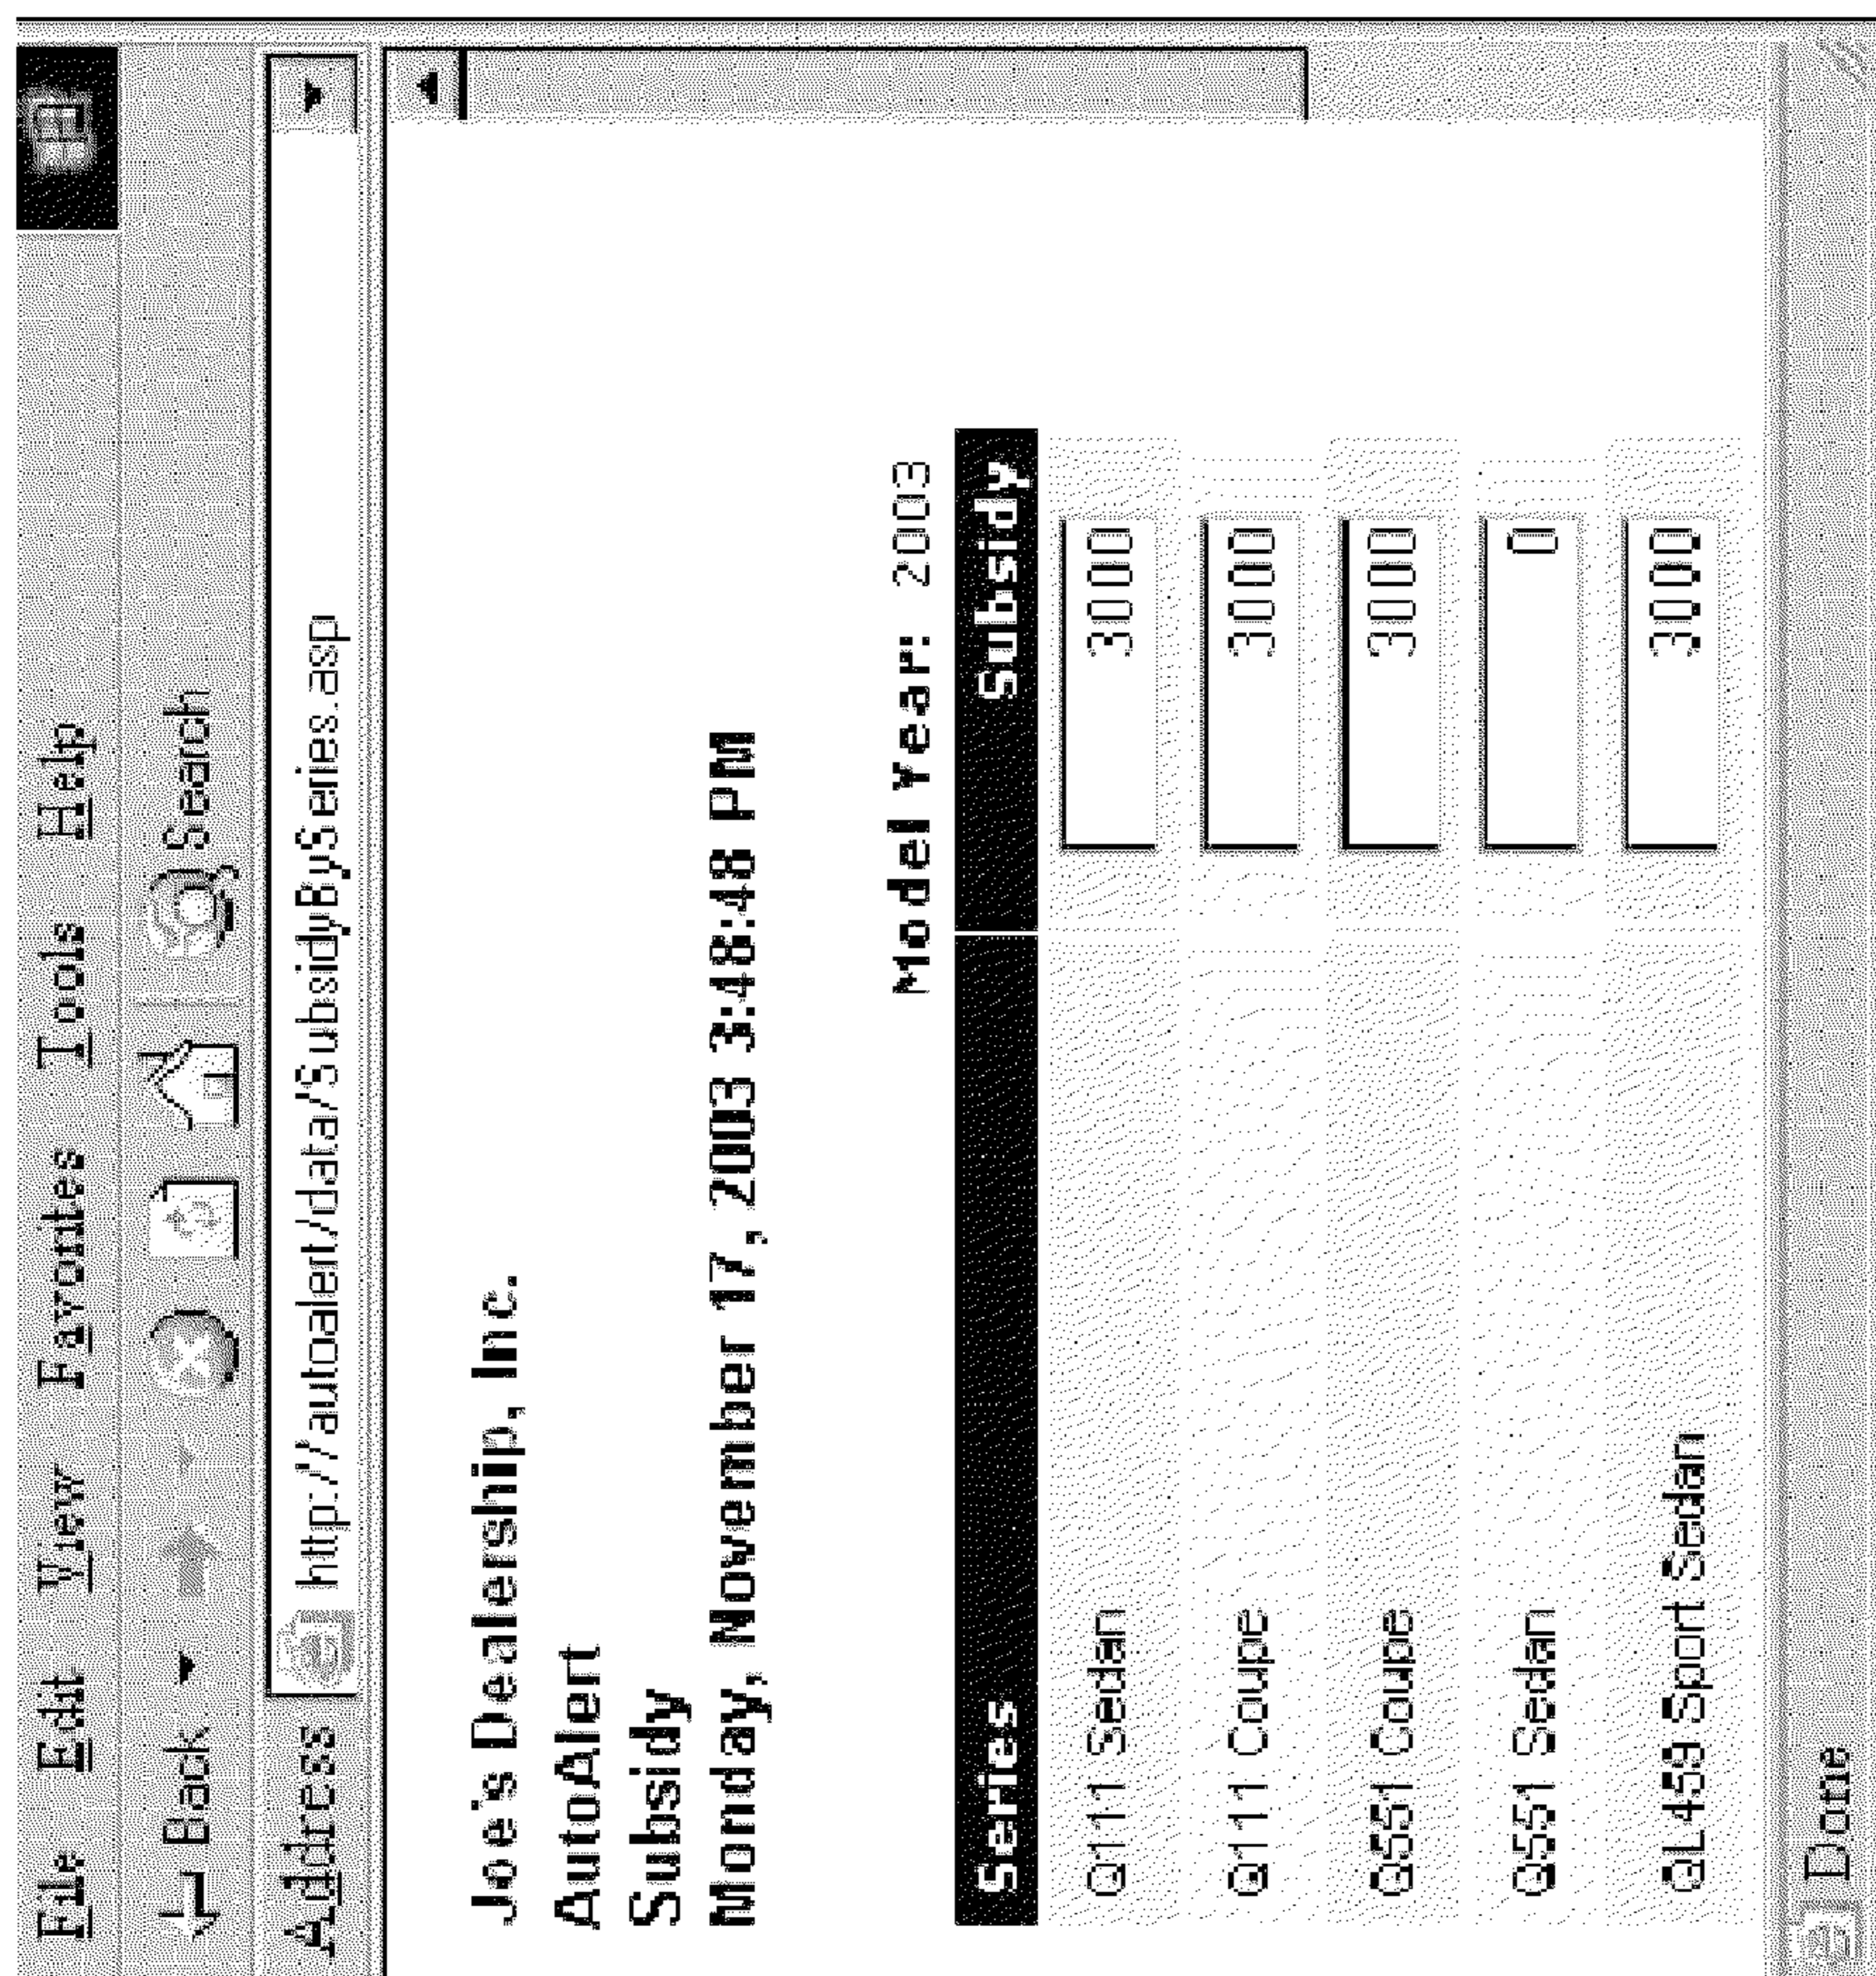 File Edit View Favorites Tools Help
Back Search
Address http://autoalert/data/SubsidyBySeries.asp
Joe's Dealership, Inc.
AutoAlert
Subsidy
Monday, November 17, 2003 3:48:48 PM
Model Year: 2003
Series Subsidy
Q111 Sedan 3000
Q111 Coupe 3000
Q551 Coupe 3000
Q551 Sedan 0
QL459 Sport Sedan 3000
Done